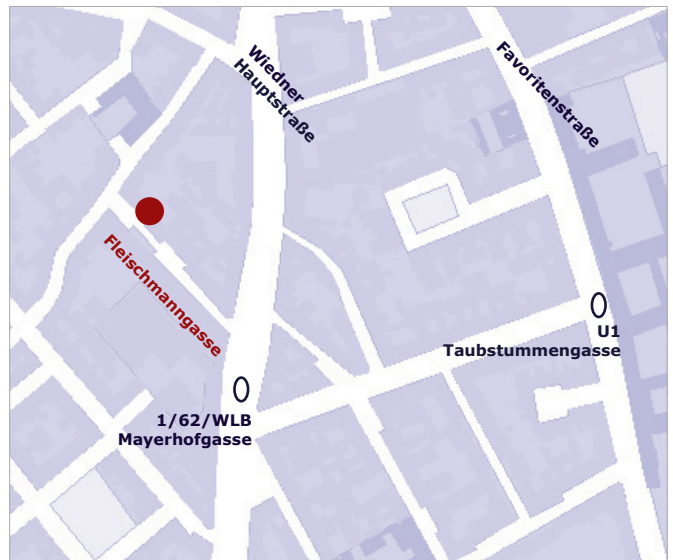 Wiedner
Hauptstraße
Favoritenstraße
Fleischmanngasse
U1
Taubstummengasse
1/62/WLB
Mayerhofgasse